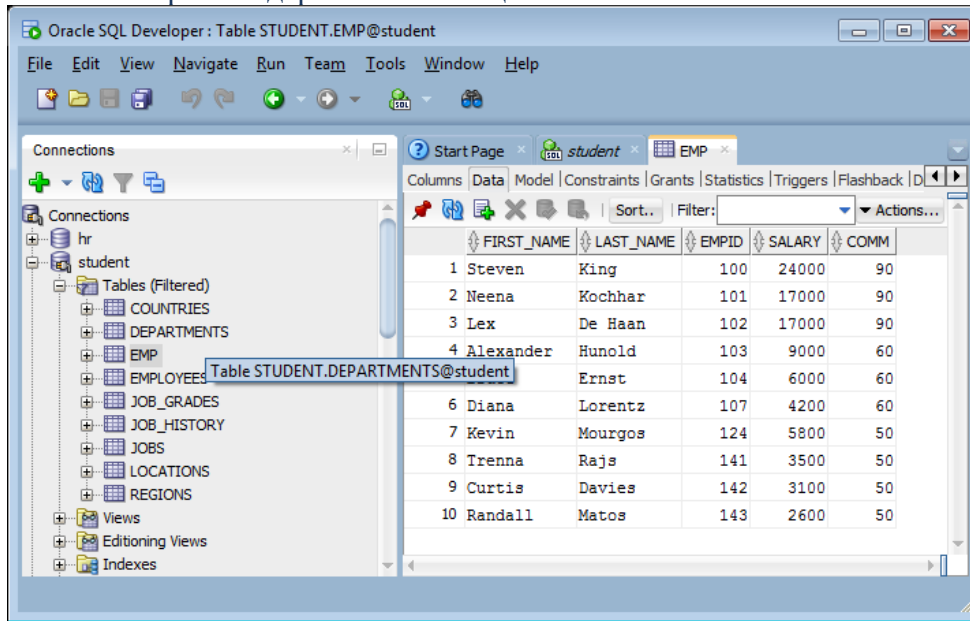 Oracle SQL Developer : Table STUDENT.EMP@student
File Edit View Navigate Run Team Tools Window Help
Connections
Connections
hr
student
Tables (Filtered)
COUNTRIES
DEPARTMENTS
EMP
EMPLOYEES
JOB_GRADES
JOB_HISTORY
JOBS
LOCATIONS
REGIONS
Views
Editioning Views
Indexes
Table STUDENT.DEPARTMENTS@student
Start Page student EMP
Columns Data Model Constraints Grants Statistics Triggers Flashback D
Sort.. Filter: Actions...
FIRST_NAME LAST_NAME EMPID SALARY COMM
1 Steven King 100 24000 90
2 Neena Kochhar 101 17000 90
3 Lex De Haan 102 17000 90
4 Alexander Hunold 103 9000 60
Ernst 104 6000 60
6 Diana Lorentz 107 4200 60
7 Kevin Mourgos 124 5800 50
8 Trenna Rajs 141 3500 50
9 Curtis Davies 142 3100 50
10 Randall Matos 143 2600 50